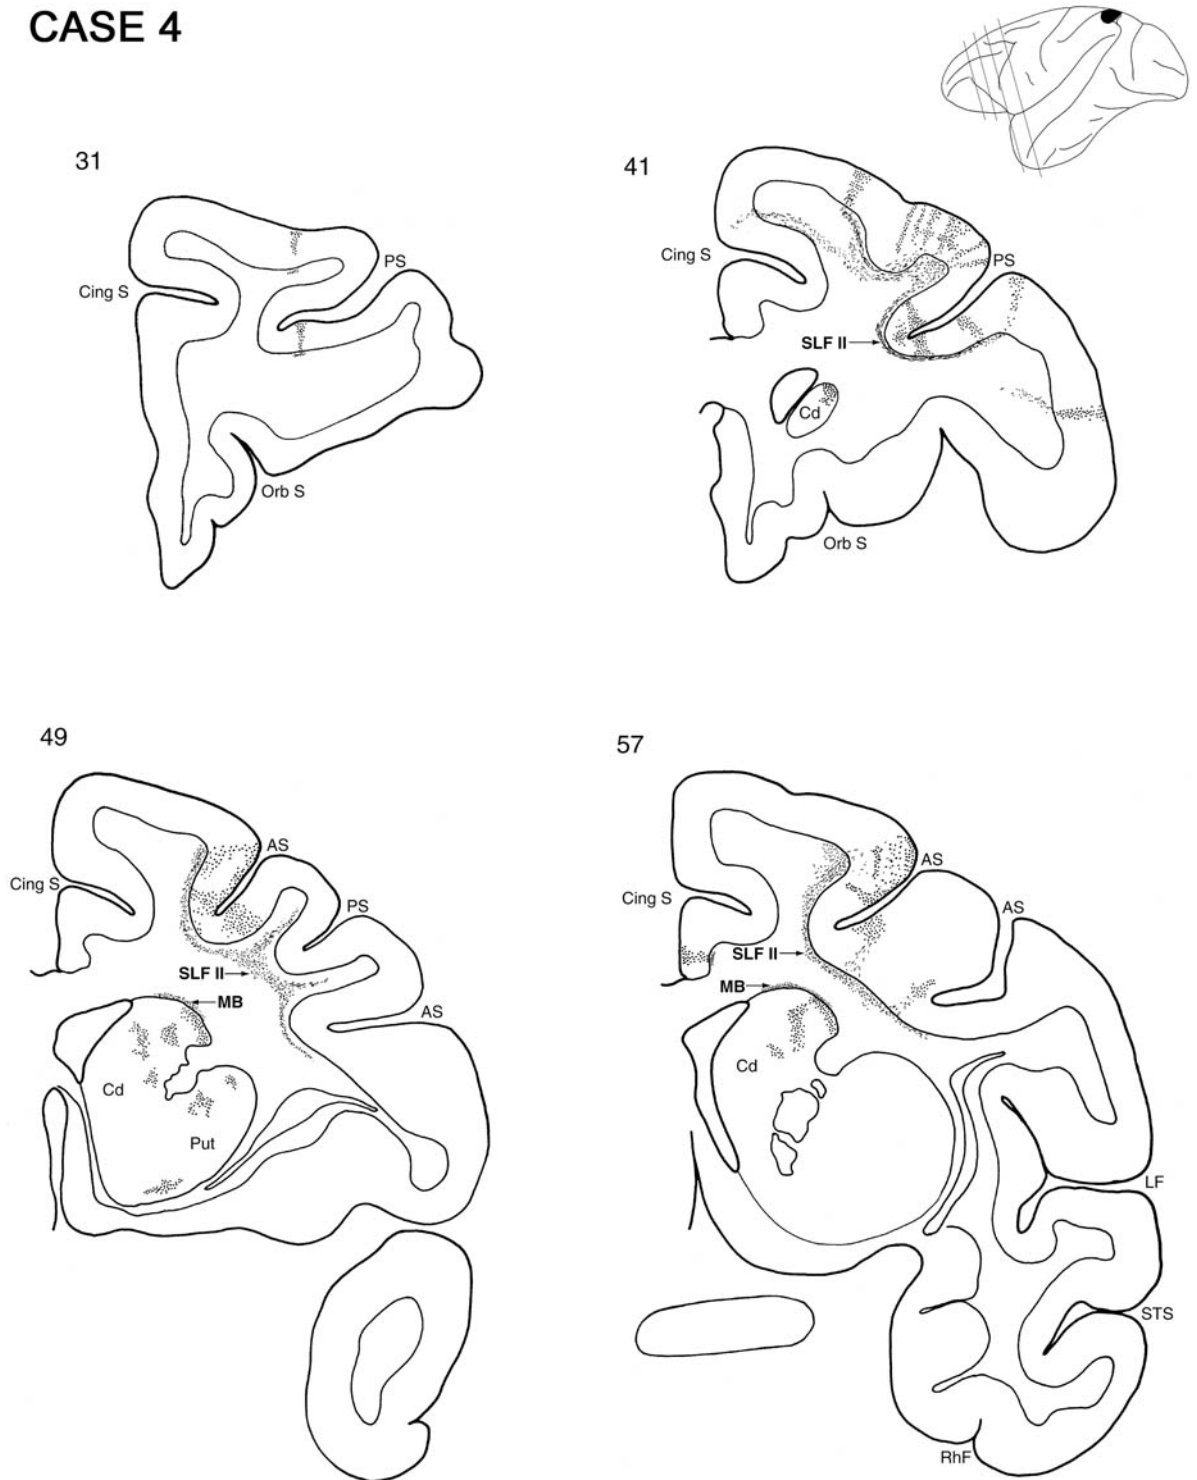 CASE 4
31
Cing S
PS
Orb S
41
Cing S
PS
SLF II
Cd
Orb S
49
Cing S
AS
PS
SLF II
MB
AS
Cd
Put
57
Cing S
AS
AS
SLF II
MB
Cd
LF
STS
RhF